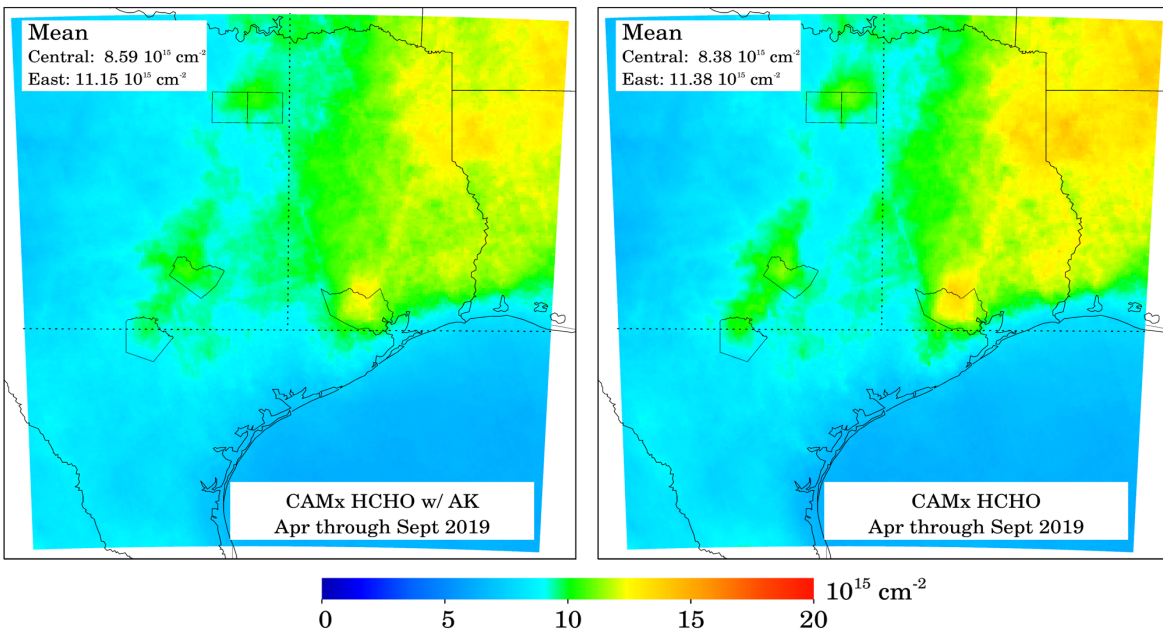 Mean
Central: 8.59 10¹⁵ cm⁻²
East: 11.15 10¹⁵ cm⁻²
CAMx HCHO w/ AK
Apr through Sept 2019
Mean
Central: 8.38 10¹⁵ cm⁻²
East: 11.38 10¹⁵ cm⁻²
CAMx HCHO
Apr through Sept 2019
10¹⁵ cm⁻²
0 5 10 15 20